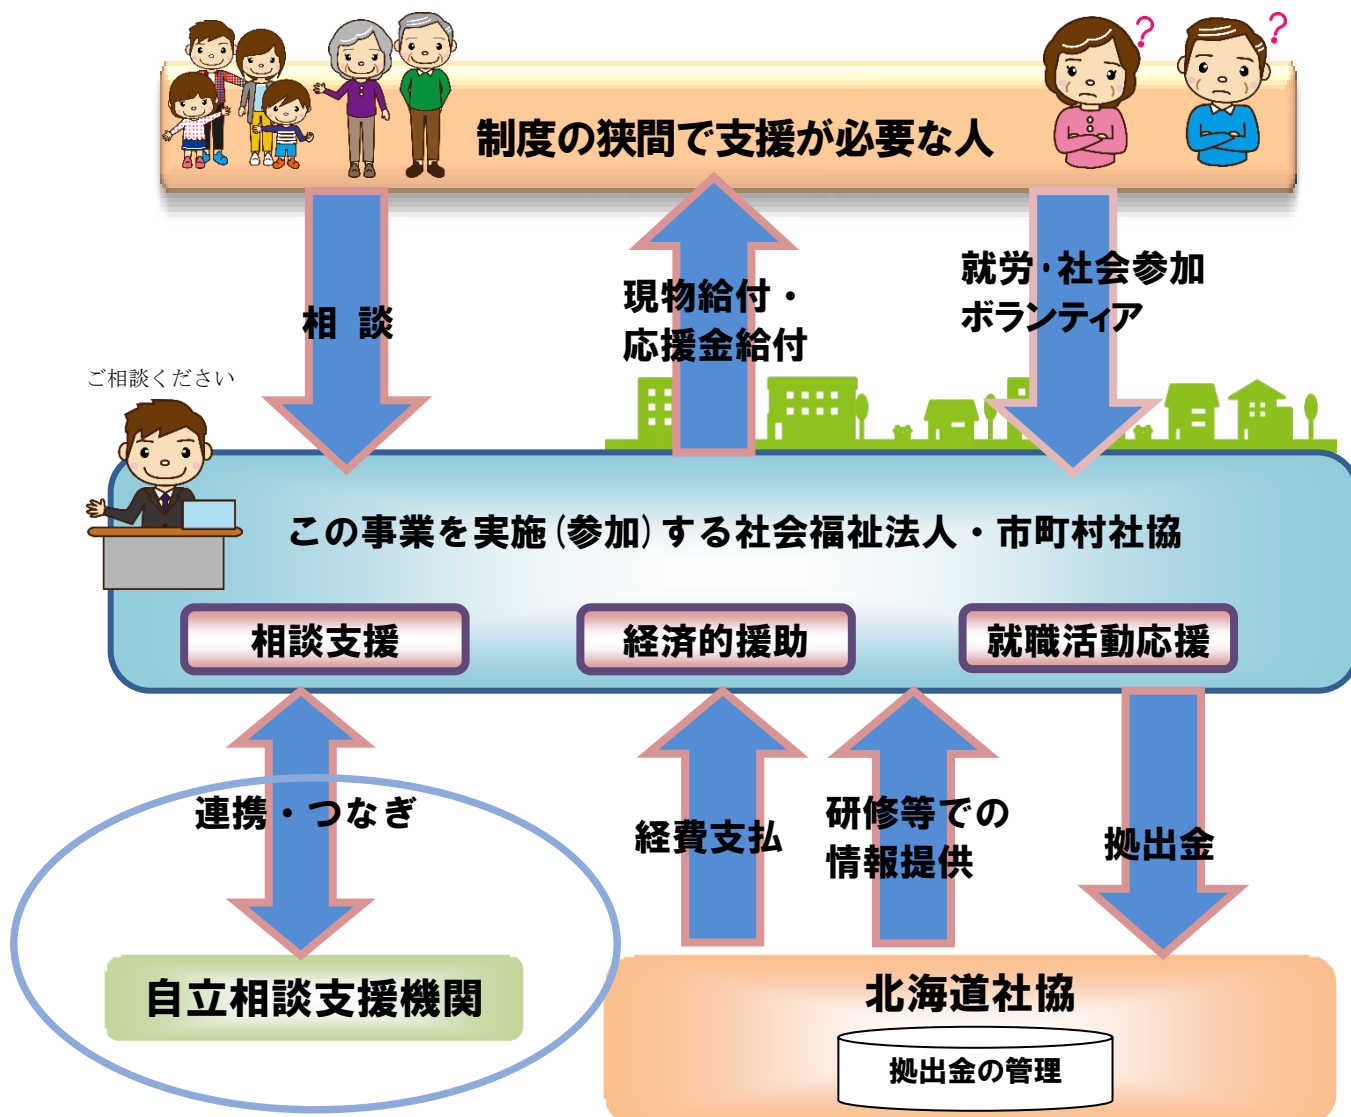 制度の狭間で支援が必要な人
?
?
相 談
現物給付・
応援金給付
就労・社会参加
ボランティア
ご相談ください
この事業を実施(参加)する社会福祉法人・市町村社協
相談支援
経済的援助
就職活動応援
連携・つなぎ
経費支払
研修等での
情報提供
拠出金
自立相談支援機関
北海道社協
拠出金の管理